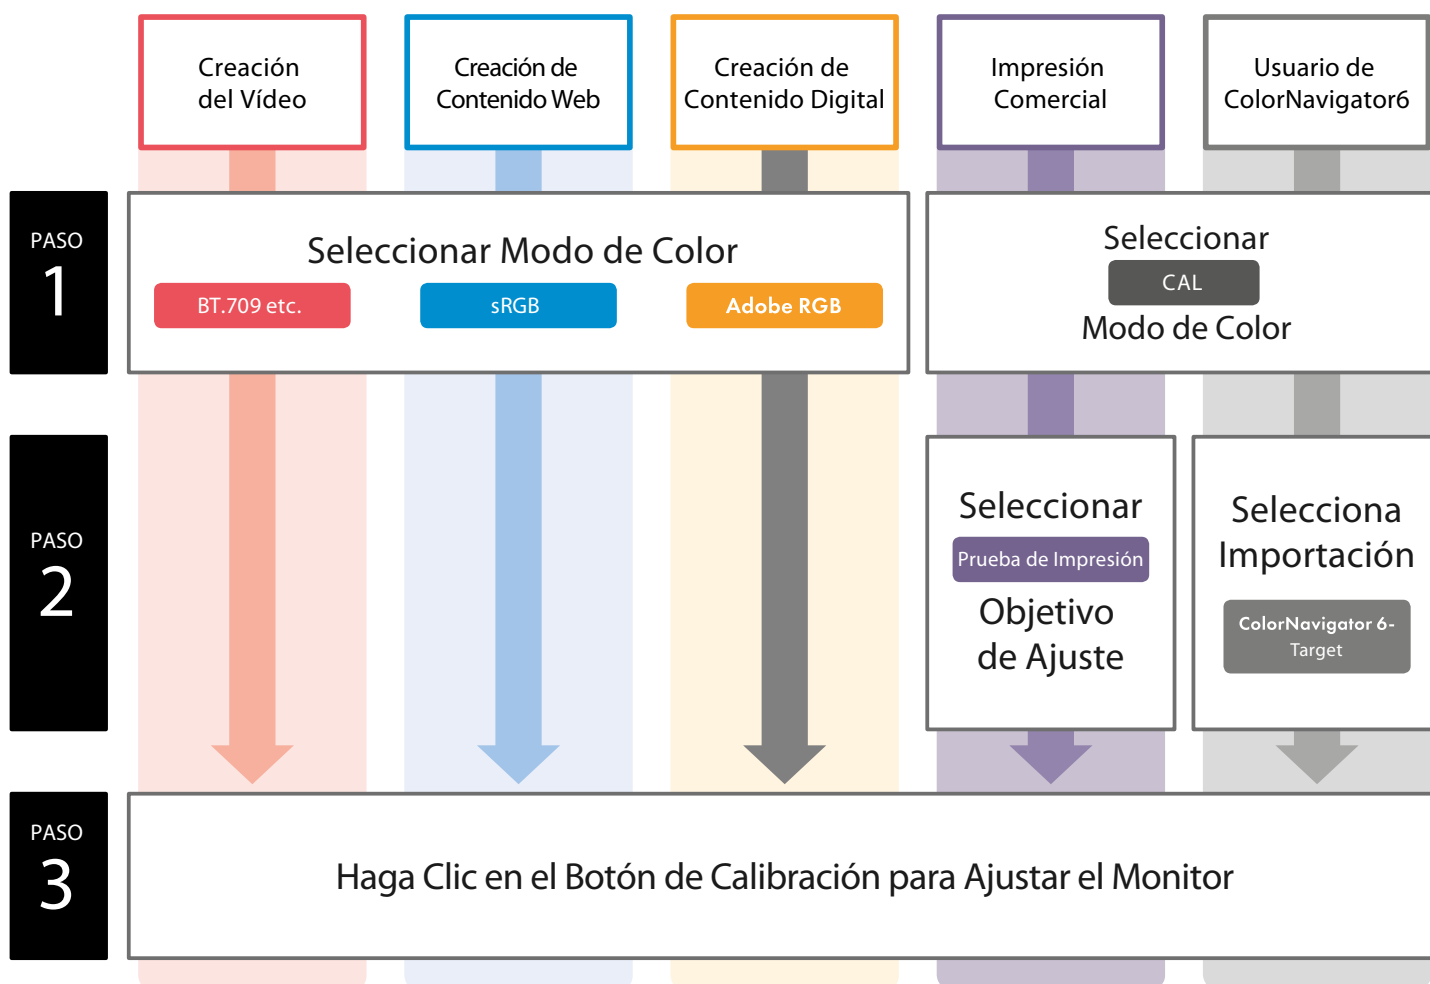 Creación
del Vídeo
Creación de
Contenido Web
Creación de
Contenido Digital
Impresión
Comercial
Usuario de
ColorNavigator6
PASO
1
Seleccionar Modo de Color
BT.709 etc.
sRGB
Adobe RGB
Seleccionar
CAL
Modo de Color
PASO
2
Seleccionar
Prueba de Impresión
Objetivo
de Ajuste
Selecciona
Importación
ColorNavigator 6-
Target
PASO
3
Haga Clic en el Botón de Calibración para Ajustar el Monitor